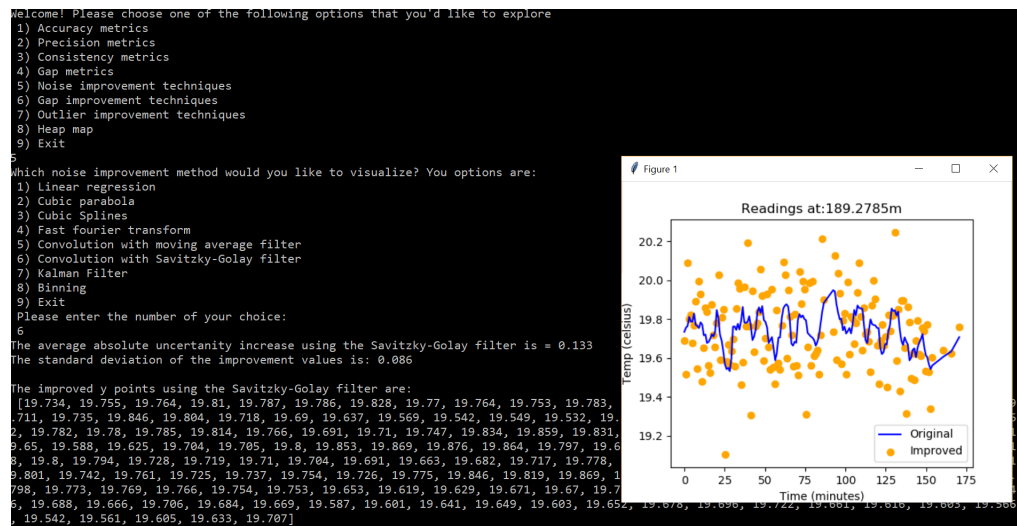 Welcome! Please choose one of the following options that you'd like to explore
1) Accuracy metrics
2) Precision metrics
3) Consistency metrics
4) Gap metrics
5) Noise improvement techniques
6) Gap improvement techniques
7) Outlier improvement techniques
8) Heap map
9) Exit
5
Which noise improvement method would you like to visualize? You options are:
1) Linear regression
2) Cubic parabola
3) Cubic Splines
4) Fast fourier transform
5) Convolution with moving average filter
6) Convolution with Savitzky-Golay filter
7) Kalman Filter
8) Binning
9) Exit
Please enter the number of your choice:
6
The average absolute uncertanity increase using the Savitzky-Golay filter is = 0.133
The standard deviation of the improvement values is: 0.086
The improved y points using the Savitzky-Golay filter are:
[19.734, 19.755, 19.764, 19.81, 19.787, 19.786, 19.828, 19.77, 19.764, 19.753, 19.783,
.711, 19.735, 19.846, 19.804, 19.718, 19.69, 19.637, 19.569, 19.542, 19.549, 19.532, 19.
2, 19.782, 19.78, 19.785, 19.814, 19.766, 19.691, 19.71, 19.747, 19.834, 19.859, 19.831,
9.65, 19.588, 19.625, 19.704, 19.705, 19.8, 19.853, 19.869, 19.876, 19.864, 19.797, 19.6
8, 19.8, 19.794, 19.728, 19.719, 19.71, 19.704, 19.691, 19.663, 19.682, 19.717, 19.778,
9.801, 19.742, 19.761, 19.725, 19.737, 19.754, 19.726, 19.775, 19.846, 19.819, 19.869, 1
798, 19.773, 19.769, 19.766, 19.754, 19.753, 19.653, 19.619, 19.629, 19.671, 19.67, 19.7
6, 19.688, 19.666, 19.706, 19.684, 19.669, 19.587, 19.601, 19.641, 19.649, 19.603, 19.652, 19.678, 19.696, 19.722, 19.661, 19.616, 19.603, 19.566
, 19.542, 19.561, 19.605, 19.633, 19.707]
Figure 1
Readings at:189.2785m
Temp (celsius)
20.2
20.0
19.8
19.6
19.4
19.2
Original
Improved
0 25 50 75 100 125 150 175
Time (minutes)